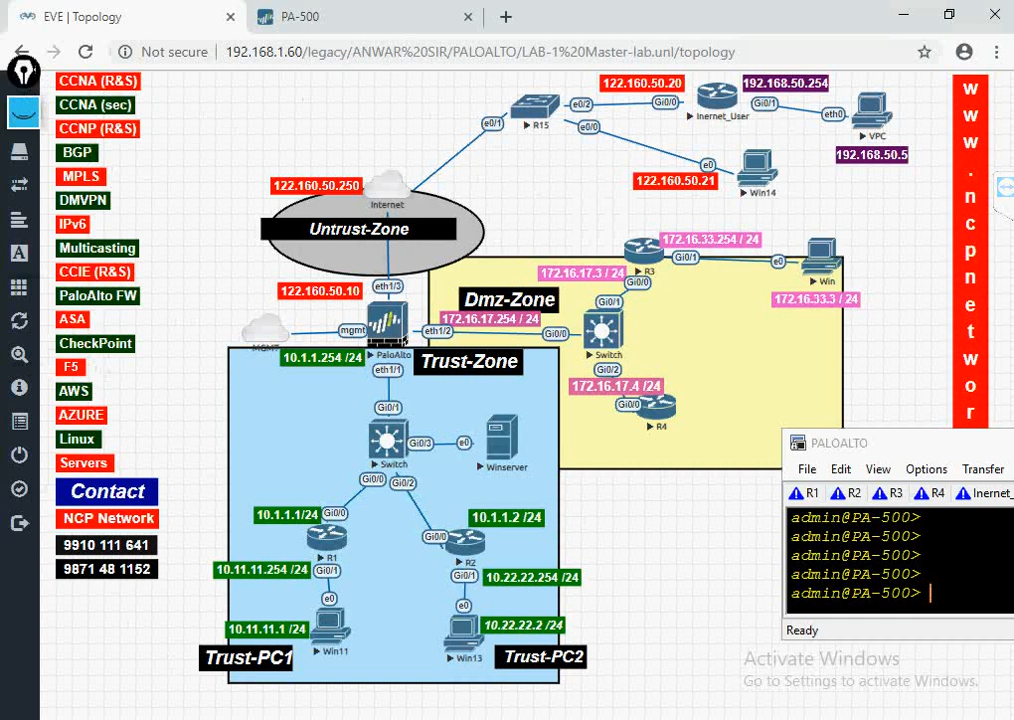 EVE | Topology
PA-500
Not secure
192.168.1.60/legacy/ANWAR%20SIR/PALOALTO/LAB-1%20Master-lab.unl/topology
CCNA (R&S)
CCNA (sec)
CCNP (R&S)
BGP
MPLS
DMVPN
IPv6
Multicasting
CCIE (R&S)
PaloAlto FW
ASA
CheckPoint
F5
AWS
AZURE
Linux
Servers
Contact
NCP Network
9910 111 641
9871 48 1152
122.160.50.20
192.168.50.254
e0/2
Gi0/0
Gi0/1
eth0
e0/1
R15
Inernet_User
VPC
e0/0
192.168.50.5
e0
122.160.50.21
Win14
122.160.50.250
Internet
Untrust-Zone
eth1/3
122.160.50.10
mgmt
MGMT
eth1/2
172.16.17.254 / 24
10.1.1.254 /24
PaloAlto
eth1/1
Trust-Zone
Dmz-Zone
172.16.33.254 / 24
172.16.17.3 / 24
R3
Gi0/1
e0
Win
Gi0/0
172.16.33.3 / 24
Gi0/1
Gi0/0
Switch
Gi0/2
172.16.17.4 / 24
Gi0/0
R4
Gi0/1
Switch
Gi0/3
e0
Winserver
Gi0/0
Gi0/2
10.1.1.1/24
Gi0/0
10.1.1.2 /24
Gi0/0
R1
R2
10.11.11.254 /24
Gi0/1
Gi0/1
10.22.22.254 /24
e0
e0
10.11.11.1 /24
10.22.22.2 /24
Win11
Win13
Trust-PC1
Trust-PC2
w
w
w
.
n
c
p
n
e
t
w
o
r
PALOALTO
File Edit View Options Transfer
R1 R2 R3 R4 Inernet_
admin@PA-500>
admin@PA-500>
admin@PA-500>
admin@PA-500>
admin@PA-500>
Ready
Activate Windows
Go to Settings to activate Windows.